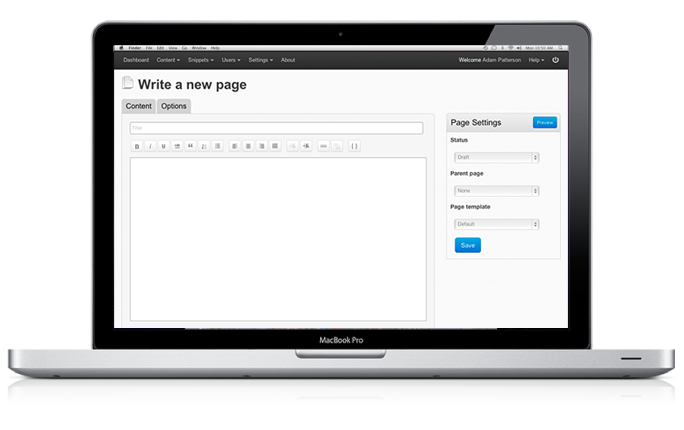 Finder File Edit View Go Window Help Mon 10:50 AM
Dashboard Content Snippets Users Settings About Welcome Adam Patterson Help
Write a new page
Content Options
Page Settings Preview
Title
Status
B I U
Draft
Parent page
None
Page template
Default
Save
MacBook Pro